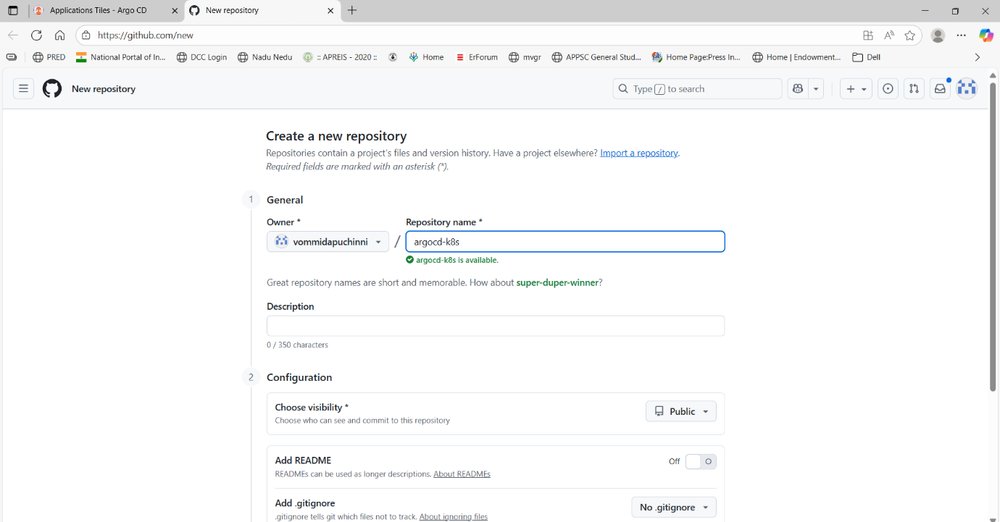 Applications Tiles - Argo CD
New repository
https://github.com/new
PRED National Portal of In... DCC Login Nadu Nedu :: APREIS - 2020 :: Home ErForum mvgr APPSC General Stud... Home Page:Press In... Home | Endowment... Dell
New repository
Type / to search
Create a new repository
Repositories contain a project's files and version history. Have a project elsewhere? Import a repository.
Required fields are marked with an asterisk (*).
1 General
Owner * Repository name *
vommidapuchinni / argocd-k8s
argocd-k8s is available.
Great repository names are short and memorable. How about super-duper-winner?
Description
0 / 350 characters
2 Configuration
Choose visibility *
Choose who can see and commit to this repository
Public
Add README
READMEs can be used as longer descriptions. About READMEs
Off
Add .gitignore
.gitignore tells git which files not to track. About ignoring files
No .gitignore